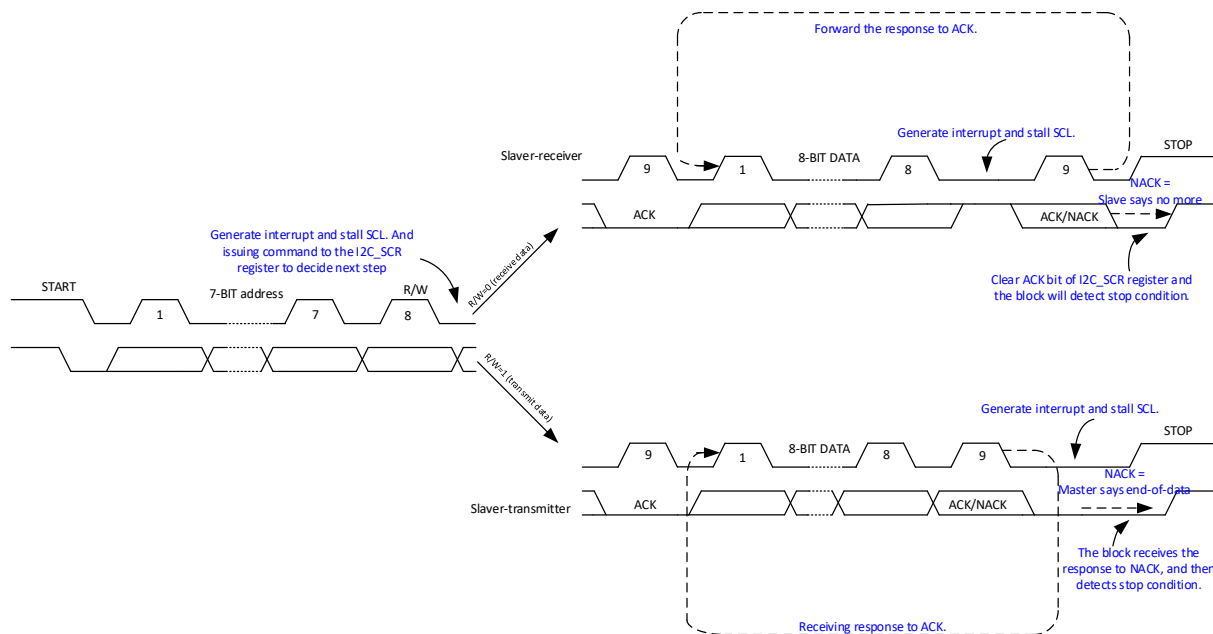 Forward the response to ACK.
Generate interrupt and stall SCL.
STOP
Slaver-receiver
8-BIT DATA
9
1
8
9
NACK =
Slave says no more
ACK
ACK/NACK
Generate interrupt and stall SCL. And
issuing command to the I2C_SCR
register to decide next step
R/W=0 (receive data)
Clear ACK bit of I2C_SCR register and
the block will detect stop condition.
START
7-BIT address
R/W
1
7
8
R/W=1 (transmit data)
Generate interrupt and stall SCL.
STOP
8-BIT DATA
9
1
8
9
NACK =
Master says end-of-data
Slaver-transmitter
ACK
ACK/NACK
The block receives the
response to NACK, and then
detects stop condition.
Receiving response to ACK.